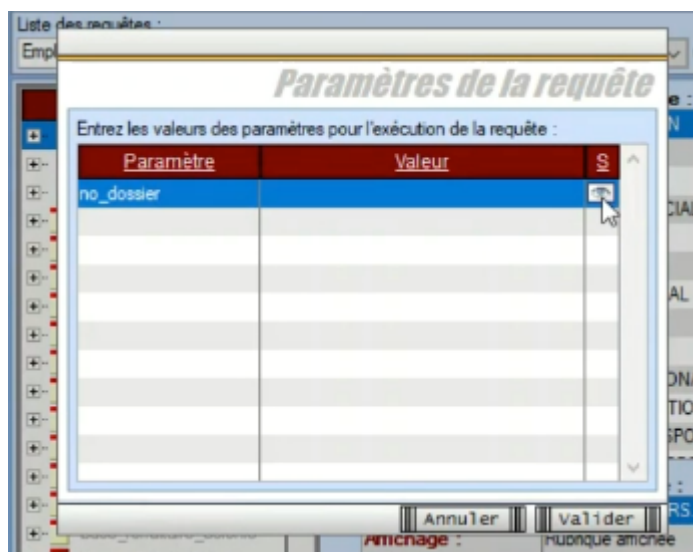 Liste des requêtes :
Empl
Paramètres de la requête
Entrez les valeurs des paramètres pour l'exécution de la requête :
Paramètre Valeur S
no_dossier
Annuler Valider
Affichage : Rubrique affichée